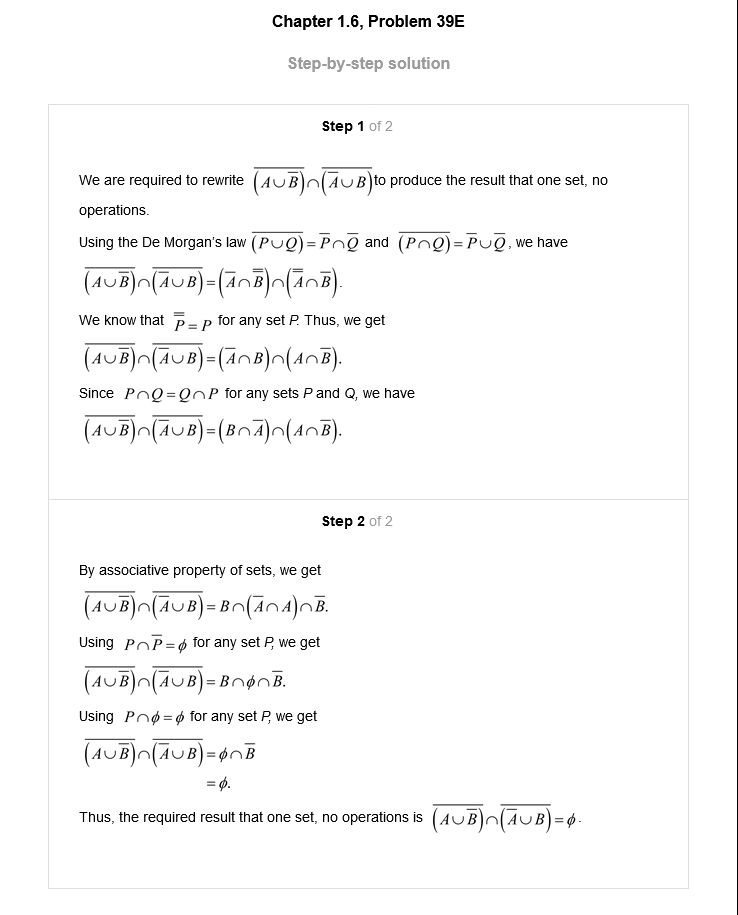 Chapter 1.6, Problem 39E
Step-by-step solution
Step 1 of 2
We are required to rewrite $\overline{(A \cup \overline{B})} \cap \overline{(\overline{A} \cup B)}$ to produce the result that one set, no
operations.
Using the De Morgan's law $\overline{(P \cup Q)} = \overline{P} \cap \overline{Q}$ and $\overline{(P \cap Q)} = \overline{P} \cup \overline{Q}$, we have
$\overline{(A \cup \overline{B})} \cap \overline{(\overline{A} \cup B)} = (\overline{A} \cap \overline{\overline{B}}) \cap (\overline{\overline{A}} \cap \overline{B}).$
We know that $\overline{\overline{P}} = P$ for any set P. Thus, we get
$\overline{(A \cup \overline{B})} \cap \overline{(\overline{A} \cup B)} = (\overline{A} \cap B) \cap (A \cap \overline{B}).$
Since $P \cap Q = Q \cap P$ for any sets P and Q, we have
$\overline{(A \cup \overline{B})} \cap \overline{(\overline{A} \cup B)} = (B \cap \overline{A}) \cap (A \cap \overline{B}).$
Step 2 of 2
By associative property of sets, we get
$\overline{(A \cup \overline{B})} \cap \overline{(\overline{A} \cup B)} = B \cap (\overline{A} \cap A) \cap \overline{B}.$
Using $P \cap \overline{P} = \phi$ for any set P, we get
$\overline{(A \cup \overline{B})} \cap \overline{(\overline{A} \cup B)} = B \cap \phi \cap \overline{B}.$
Using $P \cap \phi = \phi$ for any set P, we get
$\overline{(A \cup \overline{B})} \cap \overline{(\overline{A} \cup B)} = \phi \cap \overline{B}$
$= \phi.$
Thus, the required result that one set, no operations is $\overline{(A \cup \overline{B})} \cap \overline{(\overline{A} \cup B)} = \phi.$